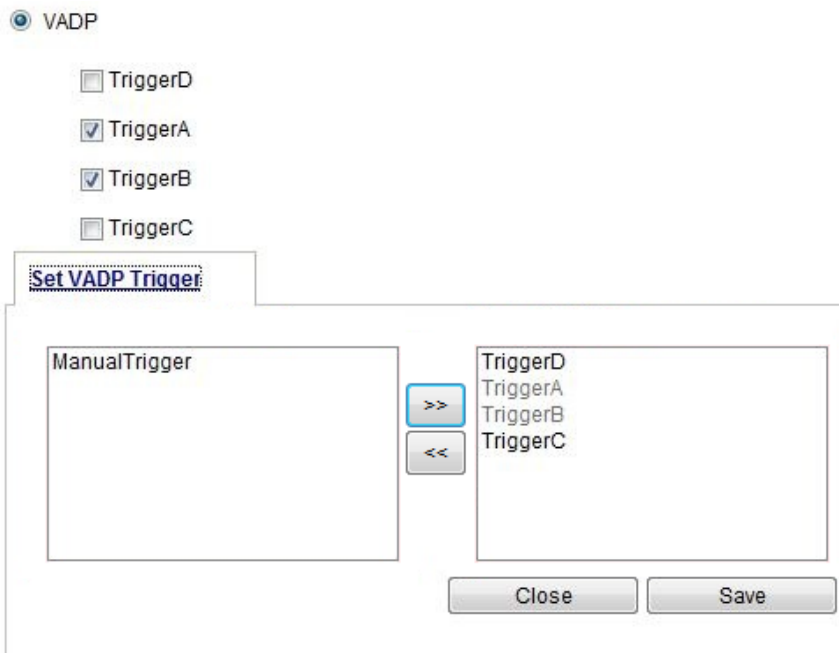 VADP
TriggerD
TriggerA
TriggerB
TriggerC
Set VADP Trigger
ManualTrigger
>>
<<
TriggerD
TriggerA
TriggerB
TriggerC
Close
Save